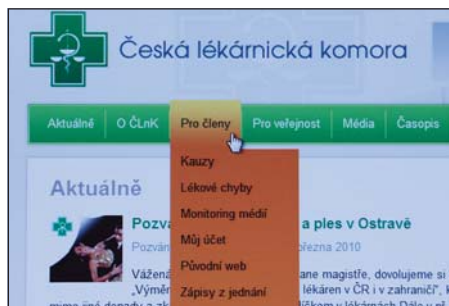 Česká lékárnická komora
Aktuálně O ČLnK Pro členy Pro veřejnost Média Časopis
Kauzy
Lékové chyby
Monitoring médií
Můj účet
Původní web
Zápisy z jednání
Aktuálně
Pozva a ples v Ostravě
Pozván března 2010
Vážená ane magistře, dovolujeme si
„Výměn lékáren v ČR i v zahraničí", k